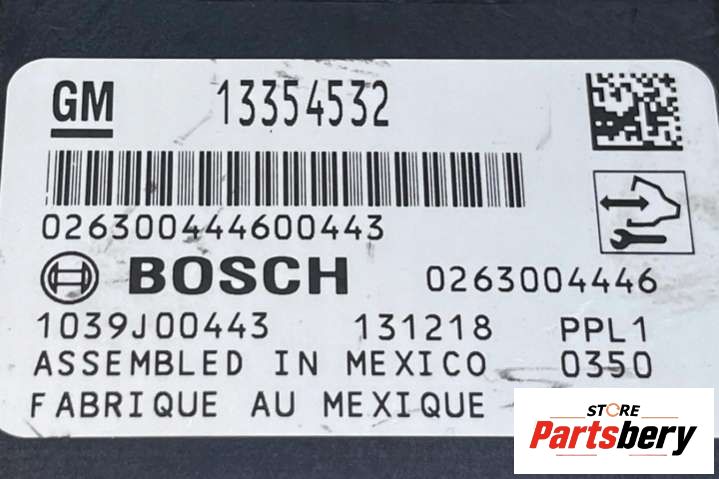 GM 13354532
026300444600443
BOSCH 0263004446
1039J00443 131218 PPL1
ASSEMBLED IN MEXICO 0350
FABRIQUE AU MEXIQUE
STORE
Partsbery